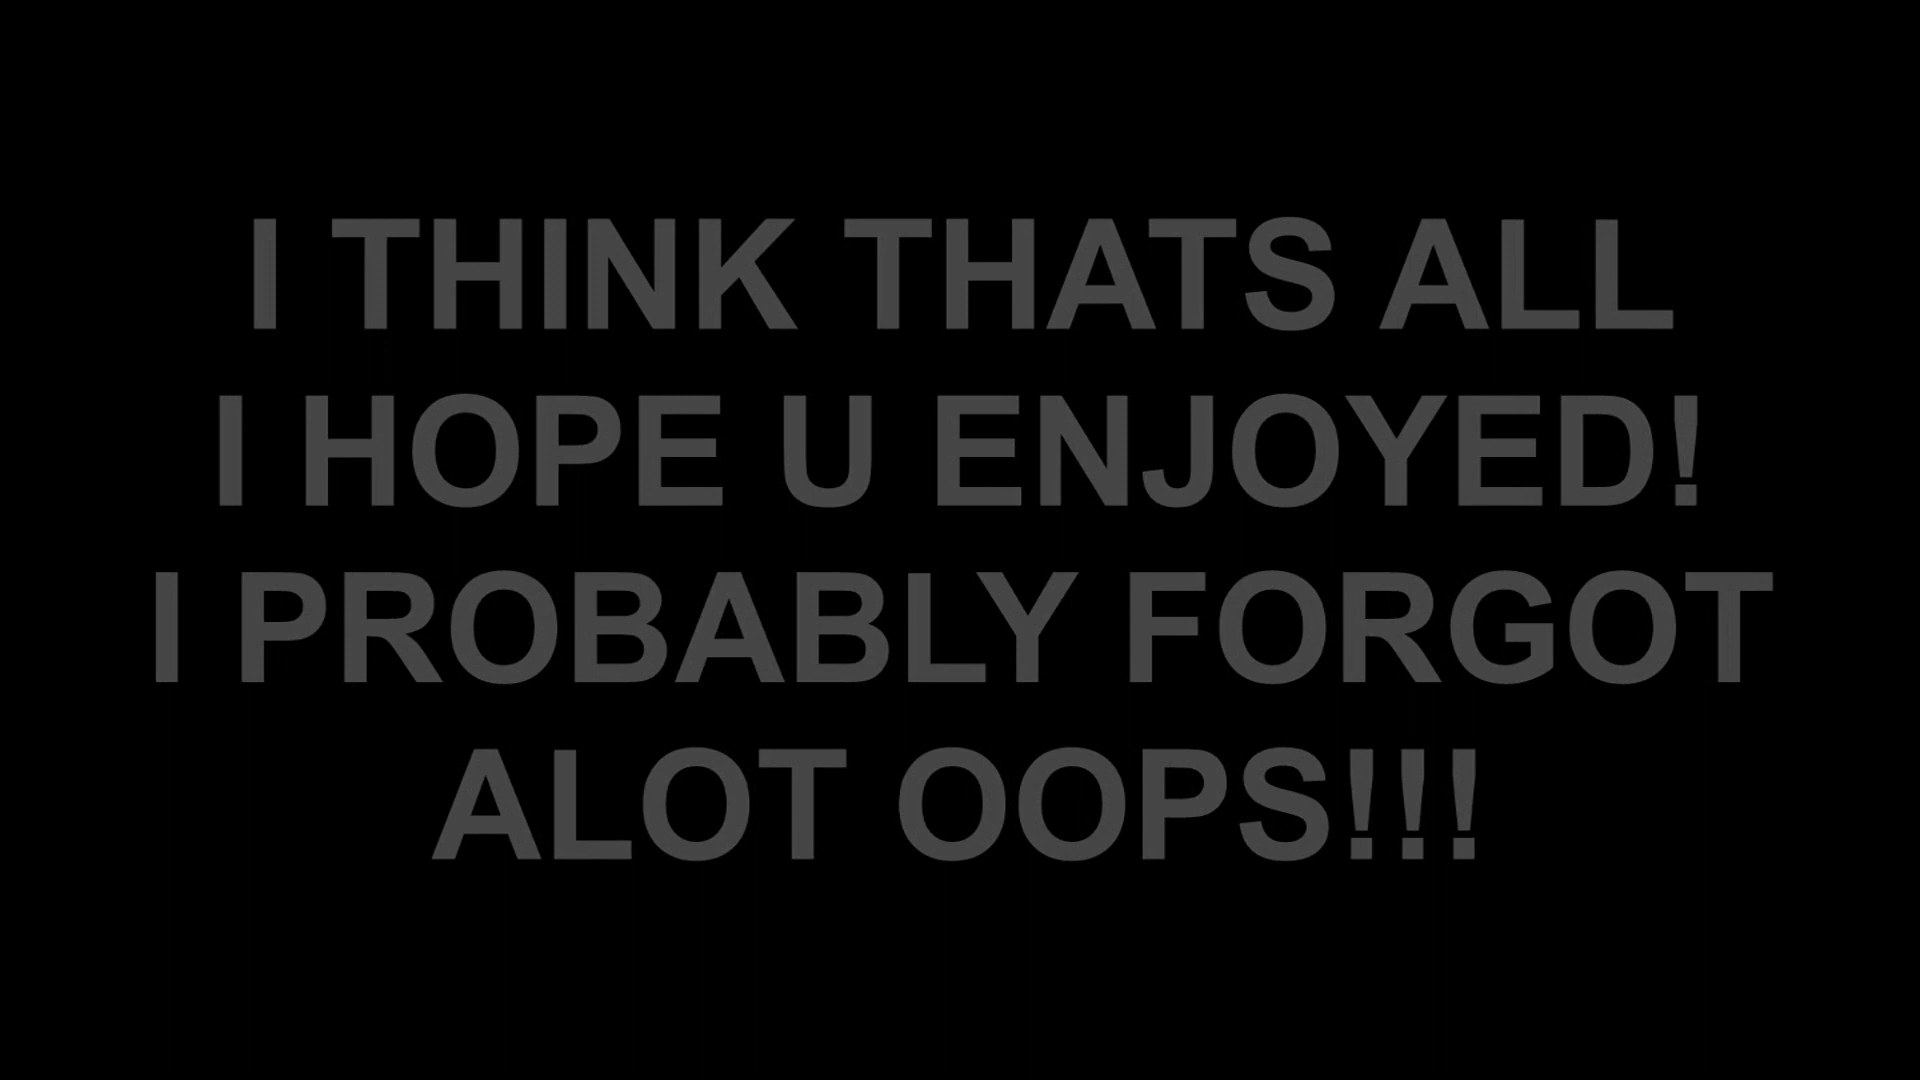 I THINK THATS ALL
I HOPE U ENJOYED!
I PROBABLY FORGOT
ALOT OOPS!!!